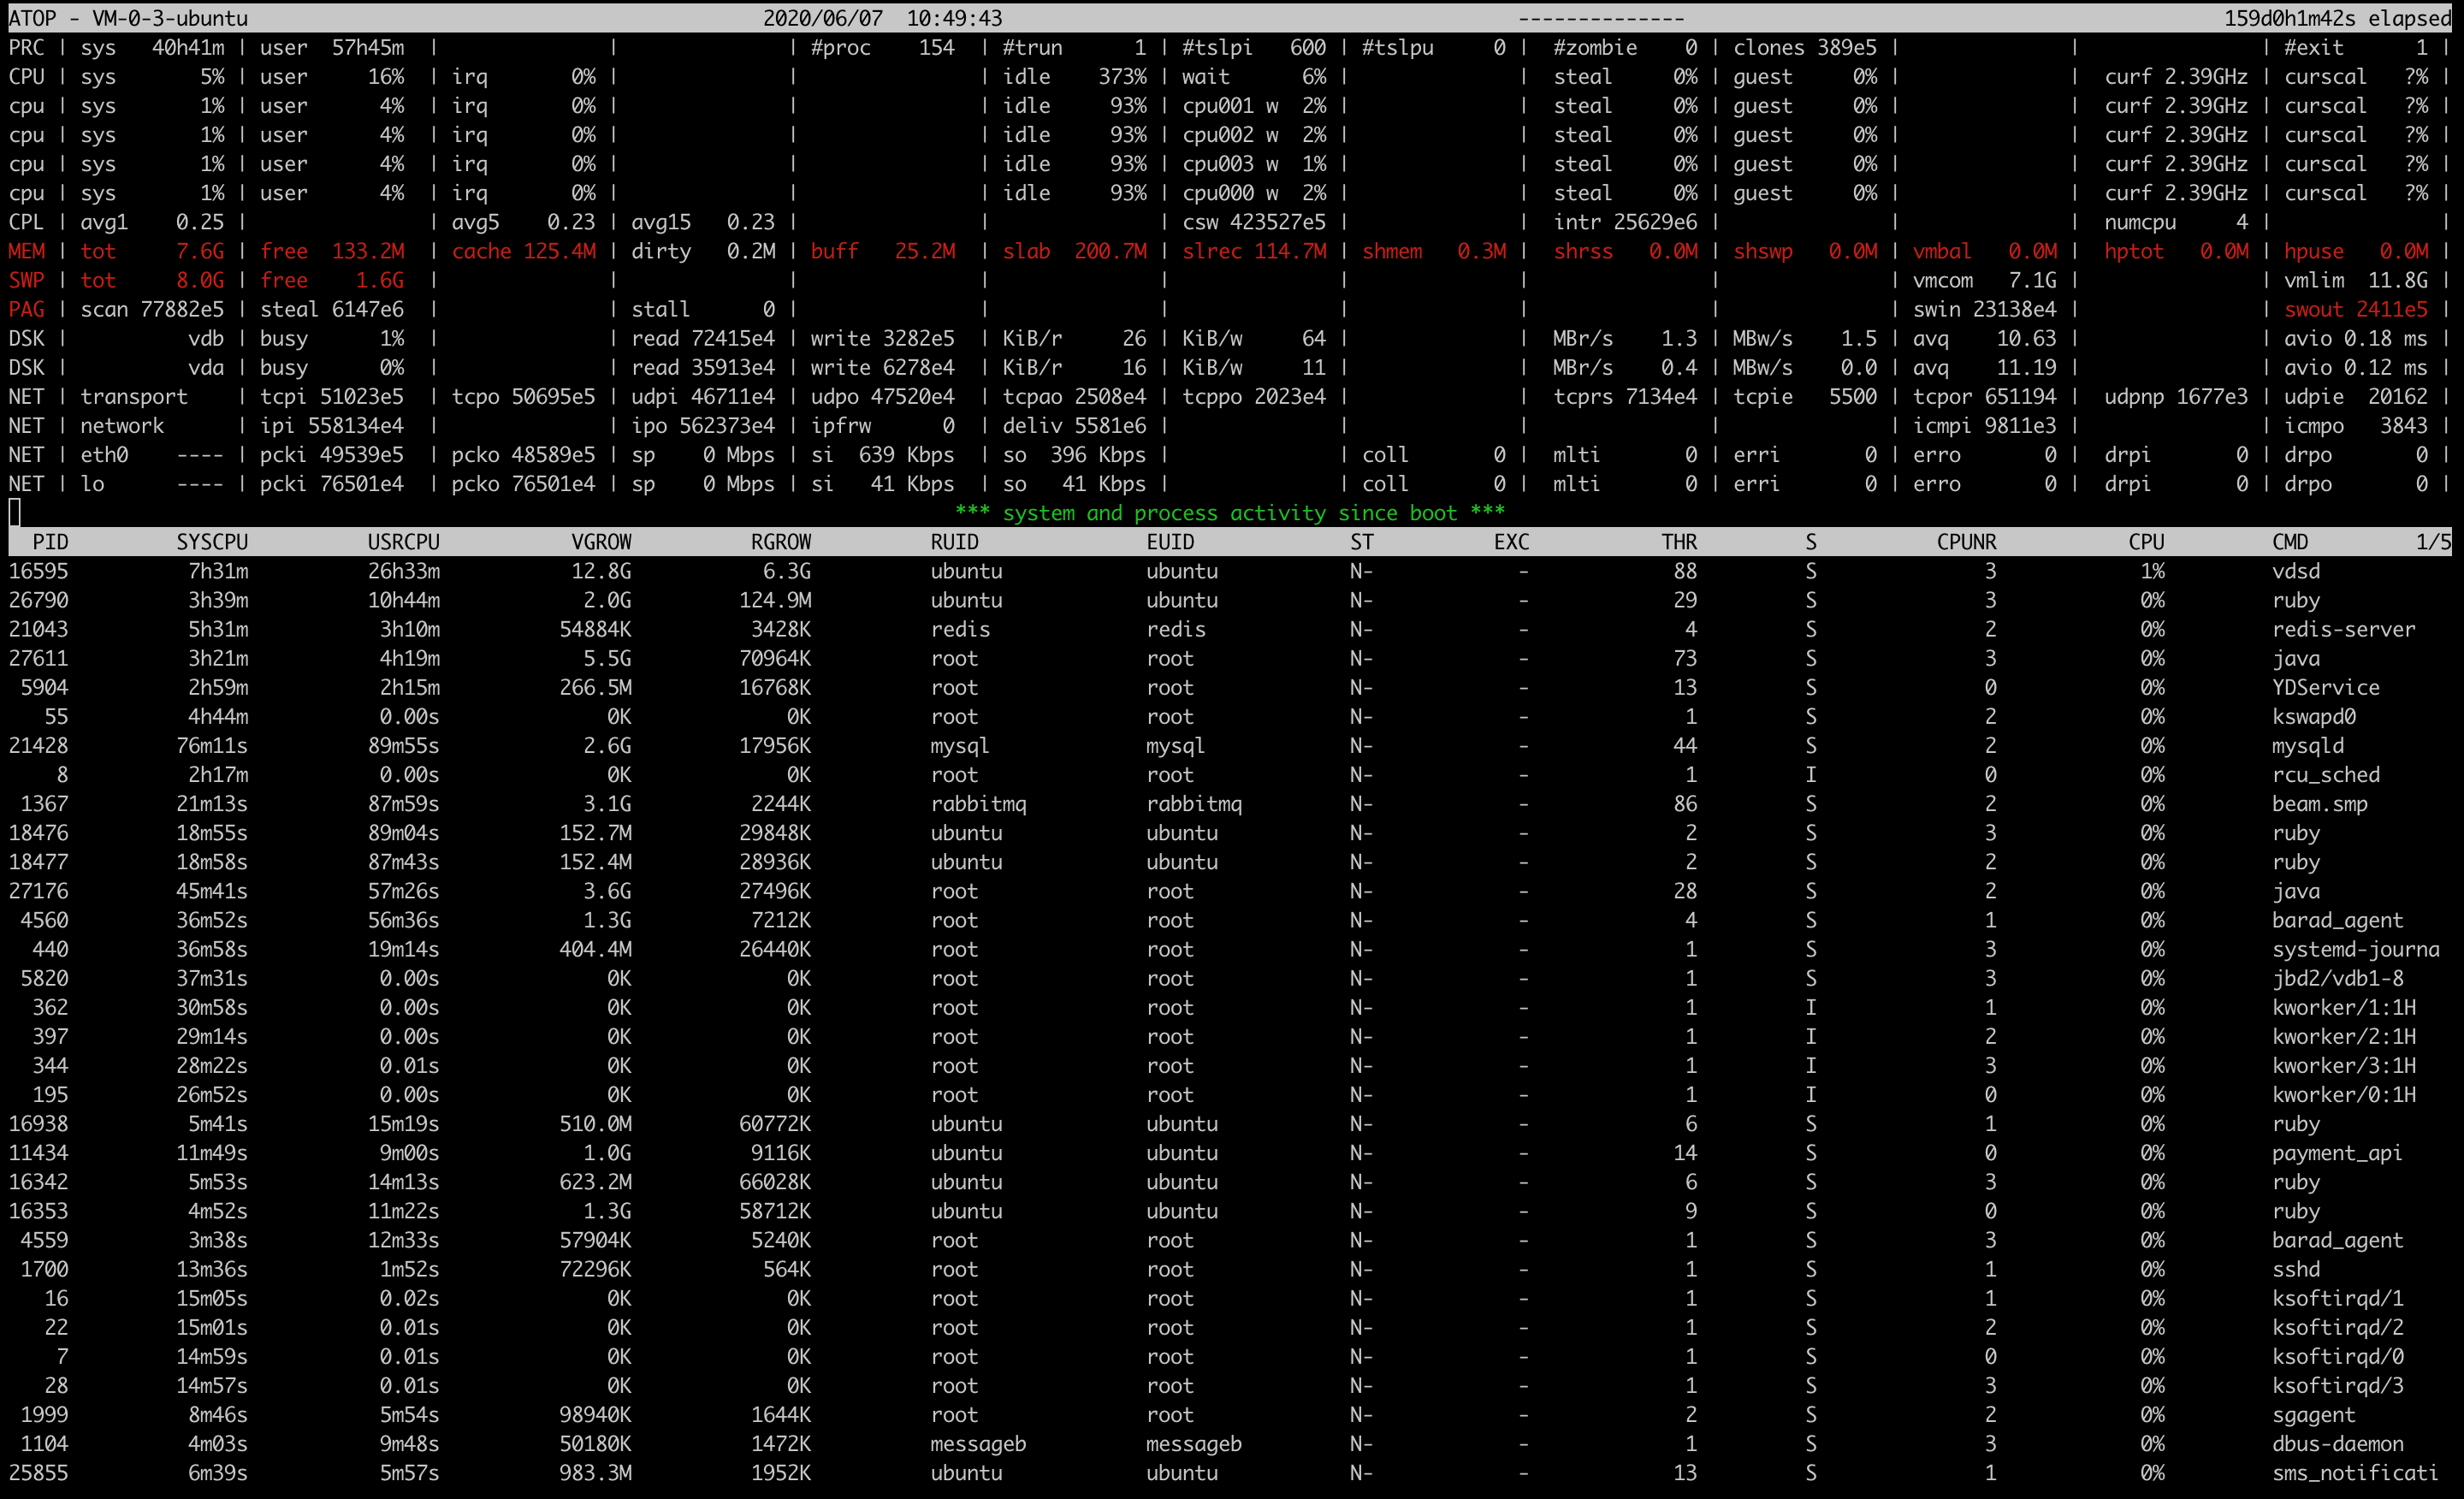 ATOP - VM-0-3-ubuntu 2020/06/07 10:49:43 -------------- 159d0h1m42s elapsed
PRC | sys 40h41m | user 57h45m | | | #proc 154 | #trun 1 | #tslpi 600 | #tslpu 0 | #zombie 0 | clones 389e5 | | | #exit 1 |
CPU | sys 5% | user 16% | irq 0% | | | idle 373% | wait 6% | | steal 0% | guest 0% | | curf 2.39GHz | curscal ?% |
cpu | sys 1% | user 4% | irq 0% | | | idle 93% | cpu001 w 2% | | steal 0% | guest 0% | | curf 2.39GHz | curscal ?% |
cpu | sys 1% | user 4% | irq 0% | | | idle 93% | cpu002 w 2% | | steal 0% | guest 0% | | curf 2.39GHz | curscal ?% |
cpu | sys 1% | user 4% | irq 0% | | | idle 93% | cpu003 w 1% | | steal 0% | guest 0% | | curf 2.39GHz | curscal ?% |
cpu | sys 1% | user 4% | irq 0% | | | idle 93% | cpu000 w 2% | | steal 0% | guest 0% | | curf 2.39GHz | curscal ?% |
CPL | avg1 0.25 | | avg5 0.23 | avg15 0.23 | | | csw 423527e5 | | intr 25629e6 | | | numcpu 4 | |
MEM | tot 7.6G | free 133.2M | cache 125.4M | dirty 0.2M | buff 25.2M | slab 200.7M | slrec 114.7M | shmem 0.3M | shrss 0.0M | shswp 0.0M | vmbal 0.0M | hptot 0.0M | hpuse 0.0M |
SWP | tot 8.0G | free 1.6G | | | | | | | | | vmcom 7.1G | | vmlim 11.8G |
PAG | scan 77882e5 | steal 6147e6 | | stall 0 | | | | | | | swin 23138e4 | | swout 2411e5 |
DSK | vdb | busy 1% | | read 72415e4 | write 3282e5 | KiB/r 26 | KiB/w 64 | | MBr/s 1.3 | MBw/s 1.5 | avq 10.63 | | avio 0.18 ms |
DSK | vda | busy 0% | | read 35913e4 | write 6278e4 | KiB/r 16 | KiB/w 11 | | MBr/s 0.4 | MBw/s 0.0 | avq 11.19 | | avio 0.12 ms |
NET | transport | tcpi 51023e5 | tcpo 50695e5 | udpi 46711e4 | udpo 47520e4 | tcpao 2508e4 | tcppo 2023e4 | | tcprs 7134e4 | tcpie 5500 | tcpor 651194 | udpnp 1677e3 | udpie 20162 |
NET | network | ipi 558134e4 | | ipo 562373e4 | ipfrw 0 | deliv 5581e6 | | | | | icmpi 9811e3 | | icmpo 3843 |
NET | eth0 ---- | pcki 49539e5 | pcko 48589e5 | sp 0 Mbps | si 639 Kbps | so 396 Kbps | | coll 0 | mlti 0 | erri 0 | erro 0 | drpi 0 | drpo 0 |
NET | lo ---- | pcki 76501e4 | pcko 76501e4 | sp 0 Mbps | si 41 Kbps | so 41 Kbps | | coll 0 | mlti 0 | erri 0 | erro 0 | drpi 0 | drpo 0 |
*** system and process activity since boot ***
PID SYSCPU USRCPU VGROW RGROW RUID EUID ST EXC THR S CPUNR CPU CMD 1/5
16595 7h31m 26h33m 12.8G 6.3G ubuntu ubuntu N- - 88 S 3 1% vdsd
26790 3h39m 10h44m 2.0G 124.9M ubuntu ubuntu N- - 29 S 3 0% ruby
21043 5h31m 3h10m 54884K 3428K redis redis N- - 4 S 2 0% redis-server
27611 3h21m 4h19m 5.5G 70964K root root N- - 73 S 3 0% java
5904 2h59m 2h15m 266.5M 16768K root root N- - 13 S 0 0% YDService
55 4h44m 0.00s 0K 0K root root N- - 1 S 2 0% kswapd0
21428 76m11s 89m55s 2.6G 17956K mysql mysql N- - 44 S 2 0% mysqld
8 2h17m 0.00s 0K 0K root root N- - 1 I 0 0% rcu_sched
1367 21m13s 87m59s 3.1G 2244K rabbitmq rabbitmq N- - 86 S 2 0% beam.smp
18476 18m55s 89m04s 152.7M 29848K ubuntu ubuntu N- - 2 S 3 0% ruby
18477 18m58s 87m43s 152.4M 28936K ubuntu ubuntu N- - 2 S 2 0% ruby
27176 45m41s 57m26s 3.6G 27496K root root N- - 28 S 2 0% java
4560 36m52s 56m36s 1.3G 7212K root root N- - 4 S 1 0% barad_agent
440 36m58s 19m14s 404.4M 26440K root root N- - 1 S 3 0% systemd-journa
5820 37m31s 0.00s 0K 0K root root N- - 1 S 3 0% jbd2/vdb1-8
362 30m58s 0.00s 0K 0K root root N- - 1 I 1 0% kworker/1:1H
397 29m14s 0.00s 0K 0K root root N- - 1 I 2 0% kworker/2:1H
344 28m22s 0.01s 0K 0K root root N- - 1 I 3 0% kworker/3:1H
195 26m52s 0.00s 0K 0K root root N- - 1 I 0 0% kworker/0:1H
16938 5m41s 15m19s 510.0M 60772K ubuntu ubuntu N- - 6 S 1 0% ruby
11434 11m49s 9m00s 1.0G 9116K ubuntu ubuntu N- - 14 S 0 0% payment_api
16342 5m53s 14m13s 623.2M 66028K ubuntu ubuntu N- - 6 S 3 0% ruby
16353 4m52s 11m22s 1.3G 58712K ubuntu ubuntu N- - 9 S 0 0% ruby
4559 3m38s 12m33s 57904K 5240K root root N- - 1 S 3 0% barad_agent
1700 13m36s 1m52s 72296K 564K root root N- - 1 S 1 0% sshd
16 15m05s 0.02s 0K 0K root root N- - 1 S 1 0% ksoftirqd/1
22 15m01s 0.01s 0K 0K root root N- - 1 S 2 0% ksoftirqd/2
7 14m59s 0.01s 0K 0K root root N- - 1 S 0 0% ksoftirqd/0
28 14m57s 0.01s 0K 0K root root N- - 1 S 3 0% ksoftirqd/3
1999 8m46s 5m54s 98940K 1644K root root N- - 2 S 2 0% sgagent
1104 4m03s 9m48s 50180K 1472K messageb messageb N- - 1 S 3 0% dbus-daemon
25855 6m39s 5m57s 983.3M 1952K ubuntu ubuntu N- - 13 S 1 0% sms_notificati